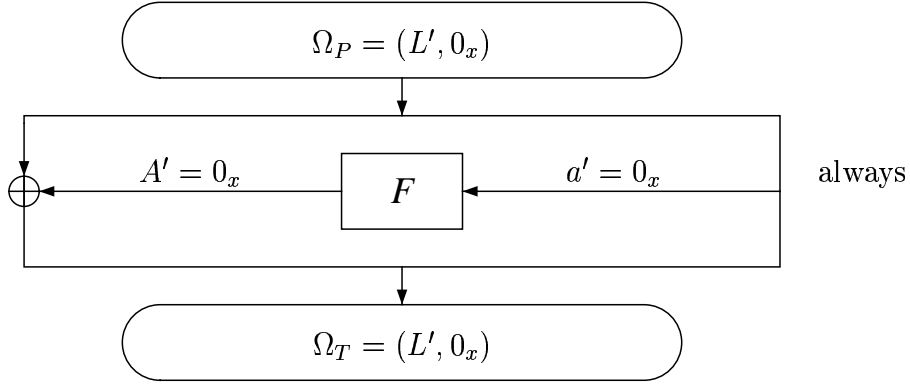 Ω_P = (L′, 0_x)
A′ = 0_x
F
a′ = 0_x
always
Ω_T = (L′, 0_x)